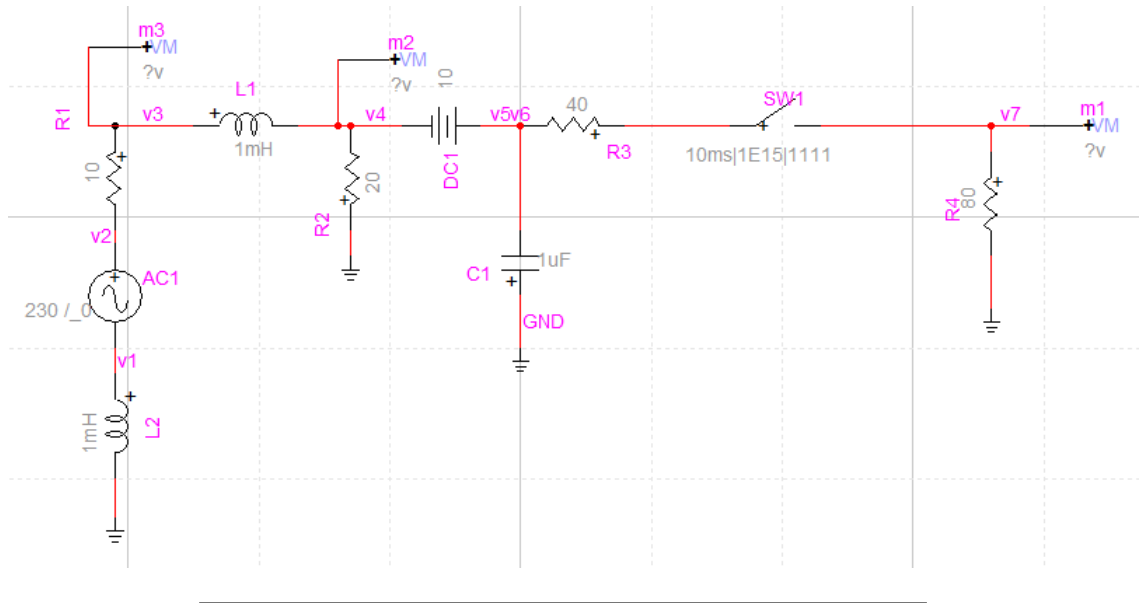 m3
VM
?v
m2
VM
?v
R1
v3
L1
1mH
v4
10
DC1
v5v6
40
R3
SW1
10ms|1E15|1111
v7
m1
VM
?v
10
20
R2
80
R4
v2
AC1
230 /_0
C1
1uF
GND
v1
1mH
L2